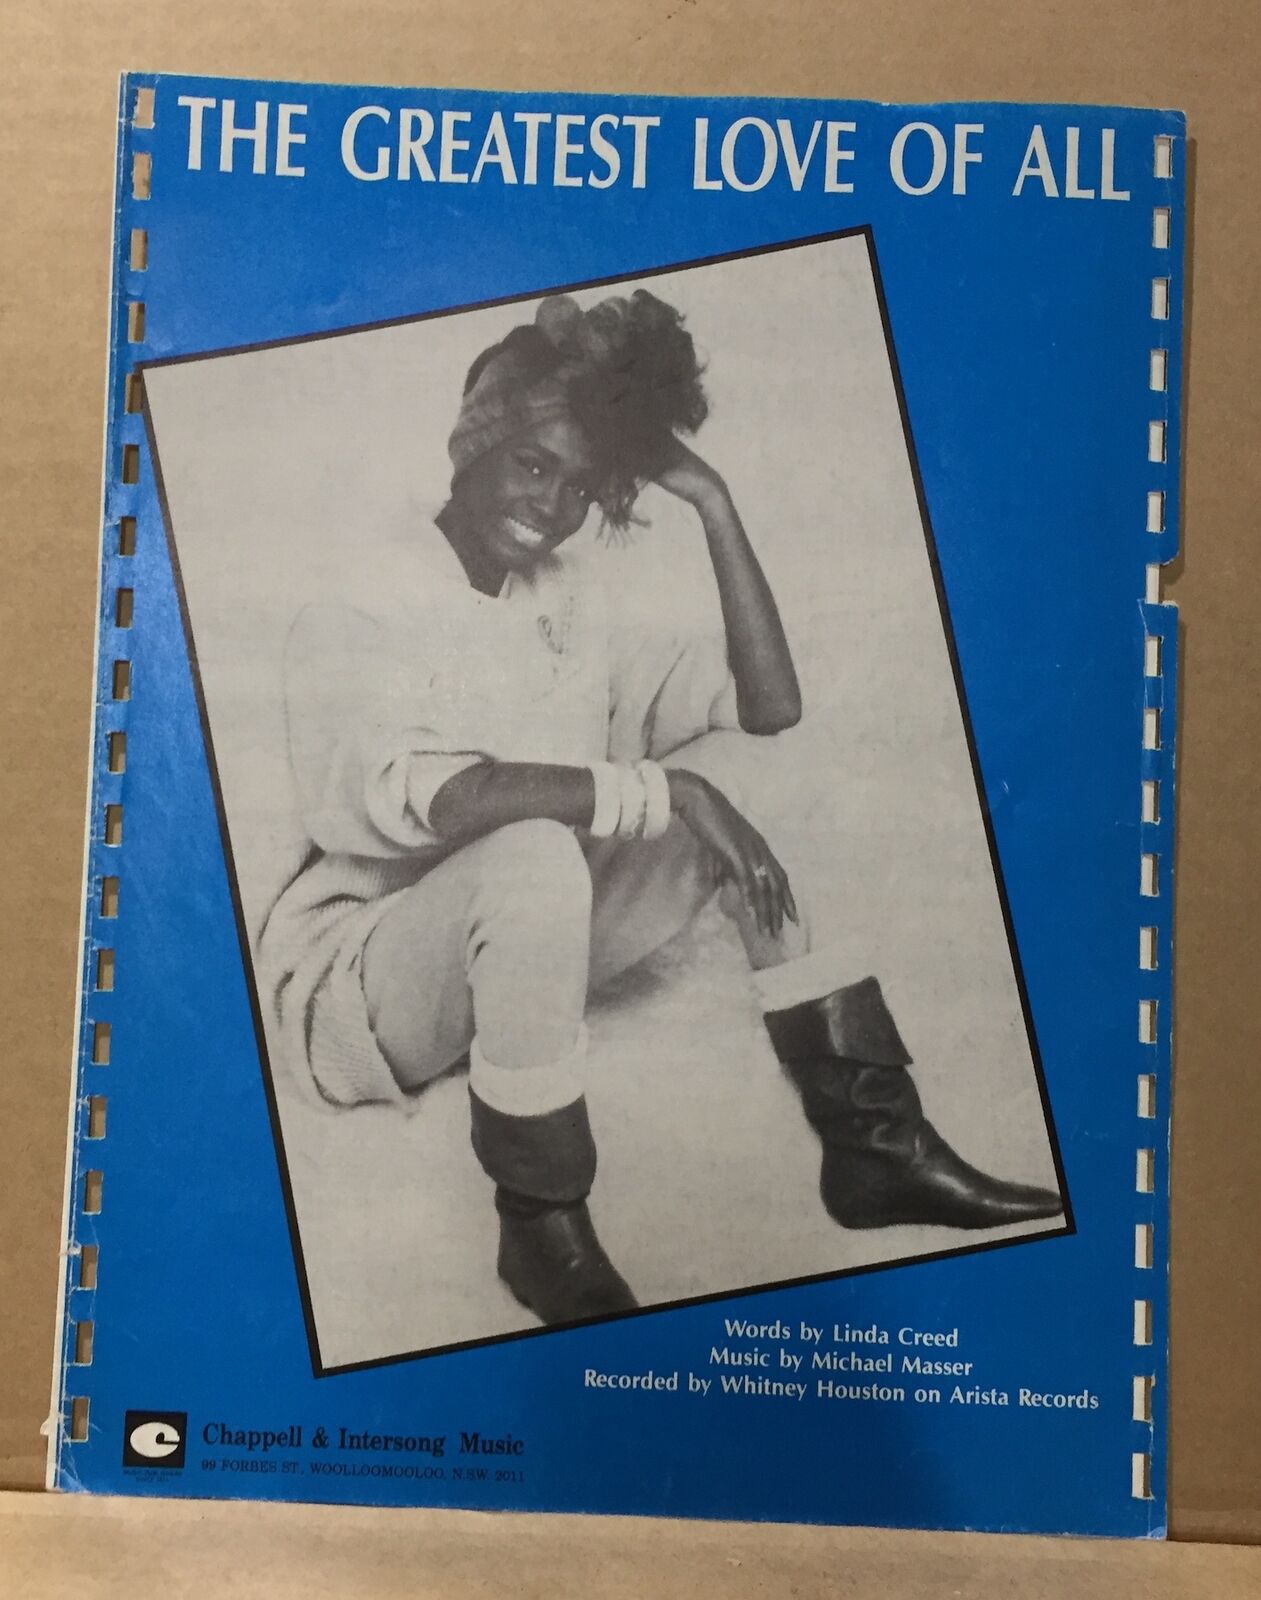 THE GREATEST LOVE OF ALL
Words by Linda Creed
Music by Michael Masser
Recorded by Whitney Houston on Arista Records
Chappell & Intersong Music
99 FORBES ST., WOOLLOOMOOLOO, N.S.W. 2011